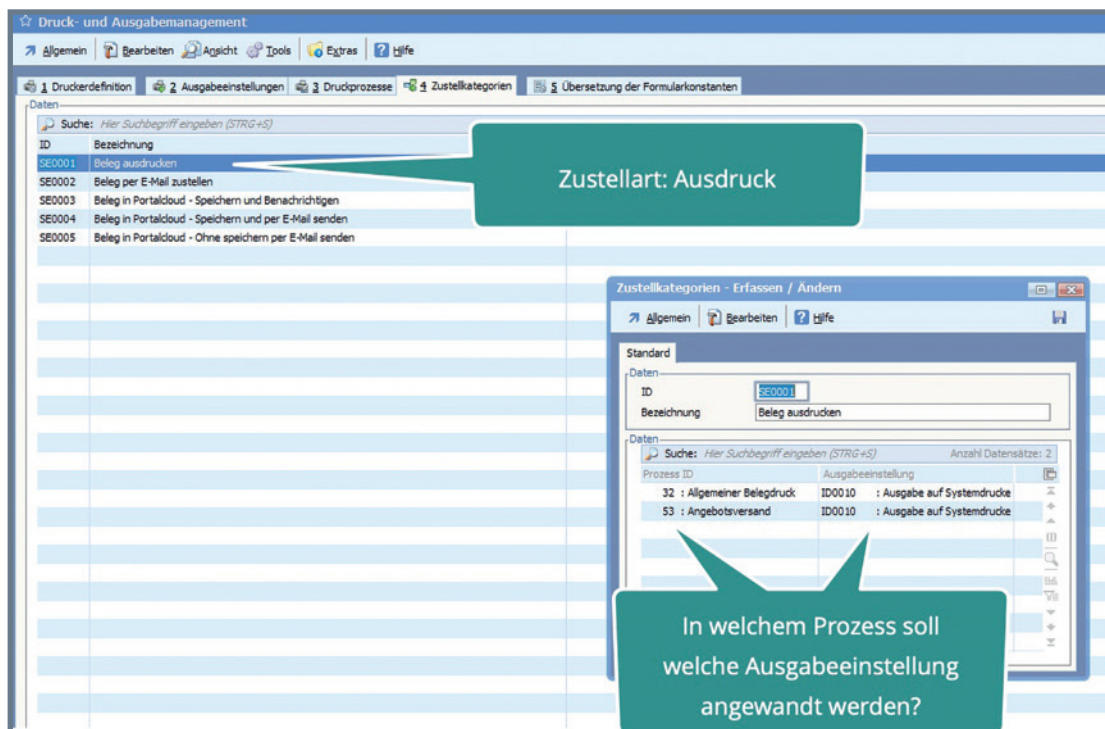 Druck- und Ausgabemanagement
Allgemein Bearbeiten Ansicht Tools Extras Hilfe
1 Druckerdefinition 2 Ausgabeeinstellungen 3 Druckprozesse 4 Zustellkategorien 5 Übersetzung der Formularkonstanten
Daten
Suche: Hier Suchbegriff eingeben (STRG+S)
ID Bezeichnung
SE0001 Beleg ausdrucken
SE0002 Beleg per E-Mail zustellen
SE0003 Beleg in Portalcloud - Speichern und Benachrichtigen
SE0004 Beleg in Portalcloud - Speichern und per E-Mail senden
SE0005 Beleg in Portalcloud - Ohne speichern per E-Mail senden
Zustellart: Ausdruck
Zustellkategorien - Erfassen / Ändern
Allgemein Bearbeiten Hilfe
Standard
Daten
ID SE0001
Bezeichnung Beleg ausdrucken
Daten
Suche: Hier Suchbegriff eingeben (STRG+S) Anzahl Datensätze: 2
Prozess ID Ausgabeeinstellung
32 : Allgemeiner Belegdruck ID0010 : Ausgabe auf Systemdrucke
53 : Angebotsversand ID0010 : Ausgabe auf Systemdrucke
In welchem Prozess soll
welche Ausgabeeinstellung
angewandt werden?